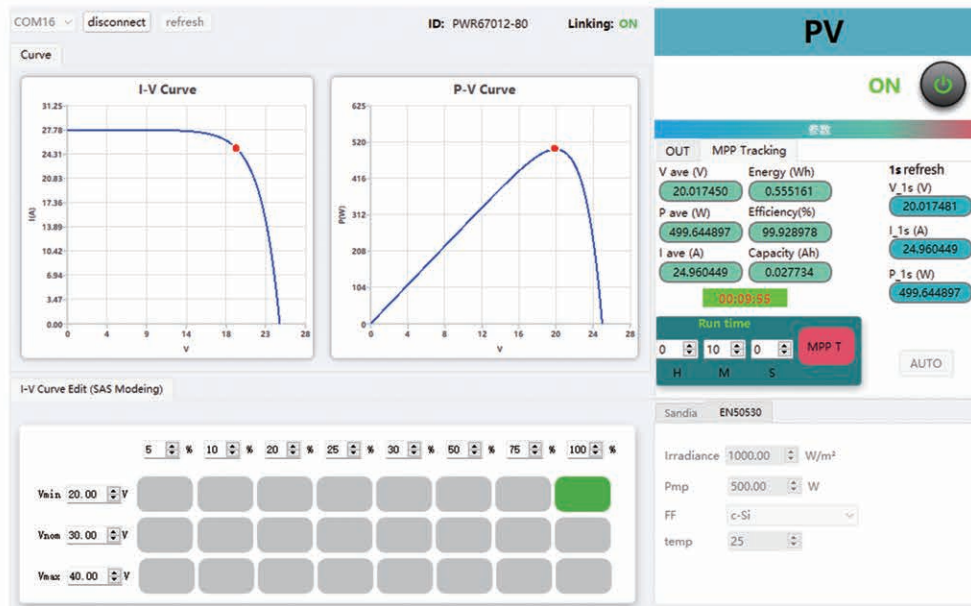 COM16 disconnect refresh ID: PWR67012-80 Linking: ON
Curve
I-V Curve
31.25
27.78
24.31
20.83
17.36
13.89
10.42
6.94
3.47
0.00
I(A)
0 4 9 14 19 23 28
V
P-V Curve
625
520
416
312
208
104
0
P(W)
0 4 9 14 20 23 28
V
PV
ON
参数
OUT MPP Tracking
V ave (V) Energy (Wh)
20.017450 0.555161
P ave (W) Efficiency(%)
499.644897 99.928978
I ave (A) Capacity (Ah)
24.960449 0.027734
00:09:55
1s refresh
V_1s (V)
20.017481
I_1s (A)
24.960449
P_1s (W)
499.644897
Run time
0 10 0 MPP T
H M S
AUTO
I-V Curve Edit (SAS Modeing)
5 % 10 % 20 % 25 % 30 % 50 % 75 % 100 %
Vmin 20.00 V
Vnom 30.00 V
Vmax 40.00 V
Sandia EN50530
Irradiance 1000.00 W/m²
Pmp 500.00 W
FF c-Si
temp 25